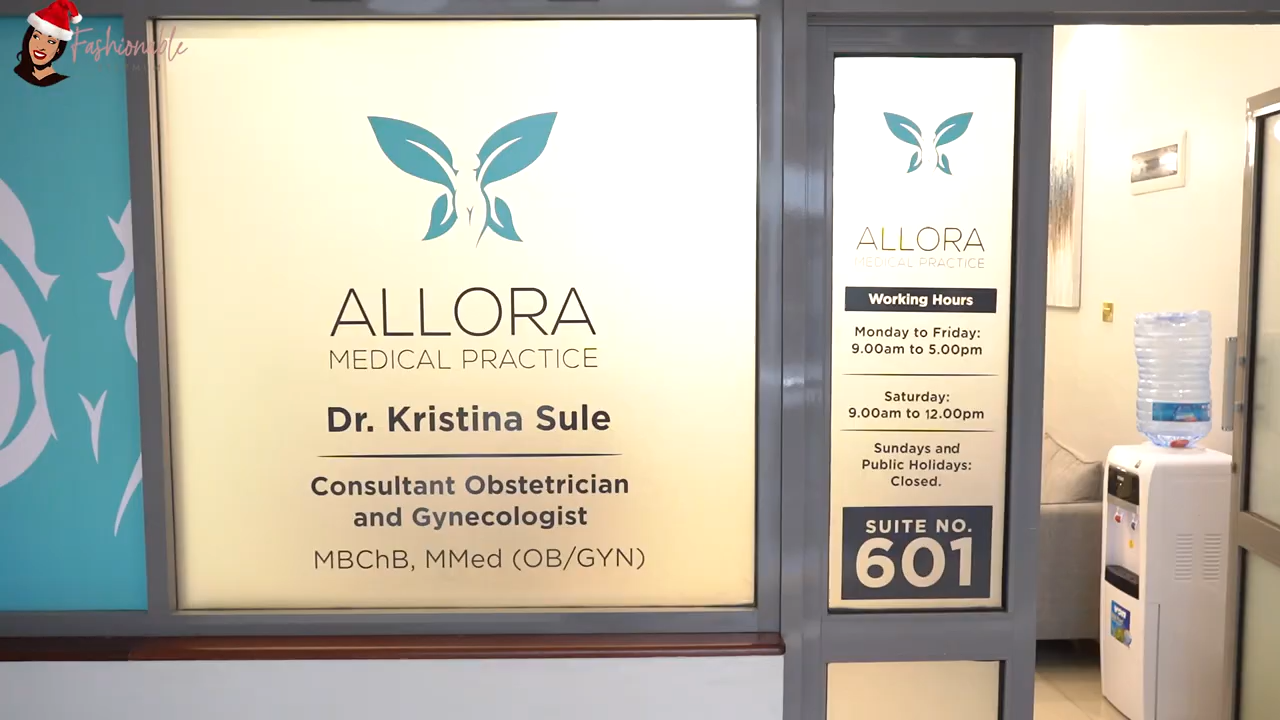 Fashionable
ALLORA
MEDICAL PRACTICE
Dr. Kristina Sule
Consultant Obstetrician
and Gynecologist
MBChB, MMed (OB/GYN)
ALLORA
MEDICAL PRACTICE
Working Hours
Monday to Friday:
9.00am to 5.00pm
Saturday:
9.00am to 12.00pm
Sundays and
Public Holidays:
Closed.
SUITE NO.
601